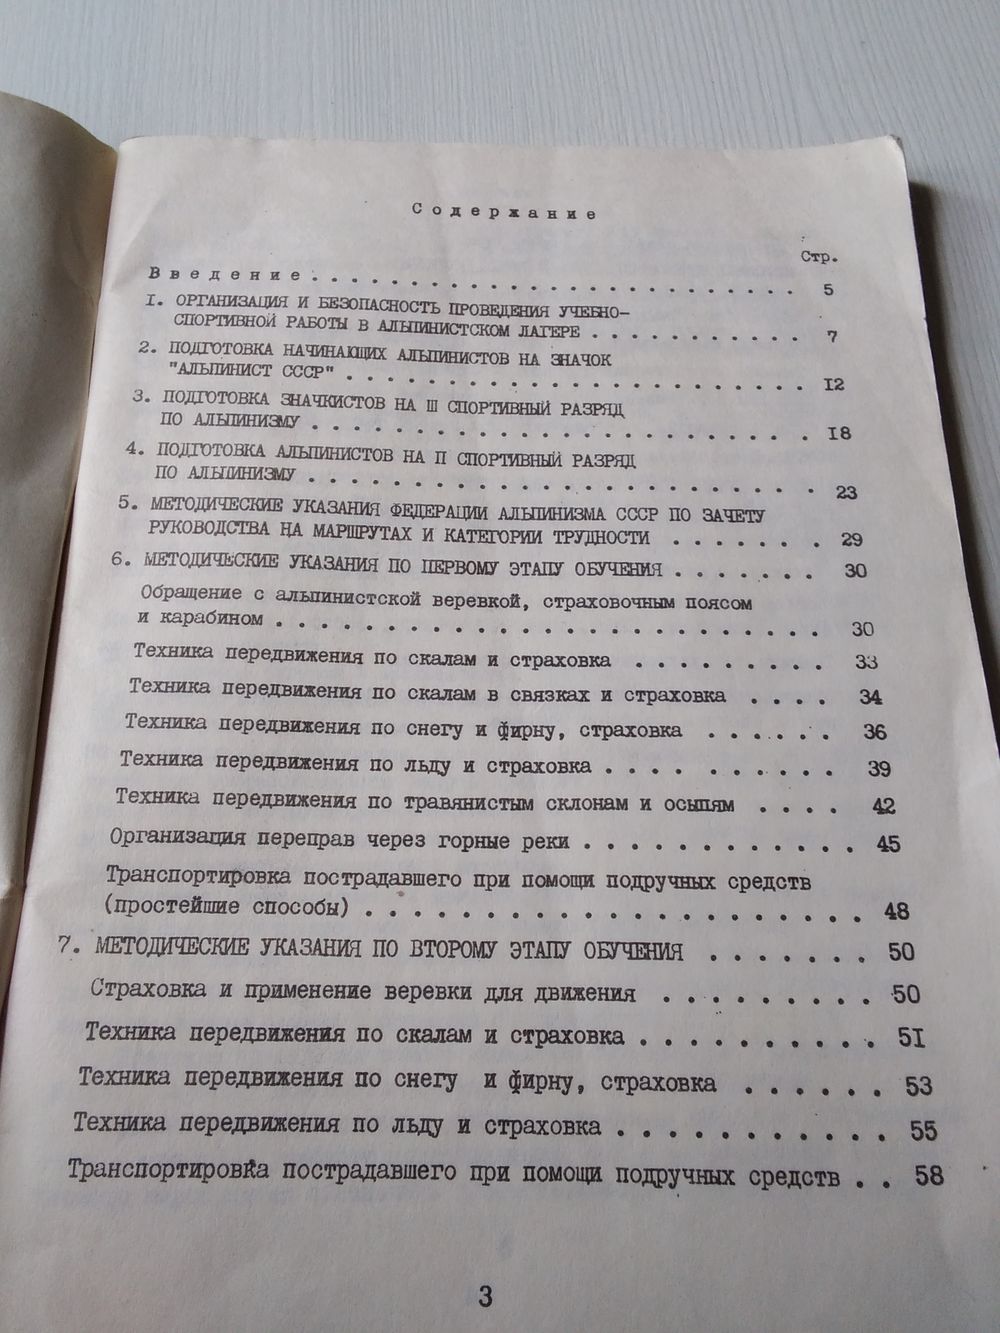 Содержание
Стр.
Введение . . . . . . . . . . . . . . . . . . . . . . . . . 5
I. ОРГАНИЗАЦИЯ И БЕЗОПАСНОСТЬ ПРОВЕДЕНИЯ УЧЕБНО-
СПОРТИВНОЙ РАБОТЫ В АЛЬПИНИСТСКОМ ЛАГЕРЕ . . . . . . . . . . . 7
2. ПОДГОТОВКА НАЧИНАЮЩИХ АЛЬПИНИСТОВ НА ЗНАЧОК
"АЛЬПИНИСТ СССР" . . . . . . . . . . . . . . . . . . . . . . . . I2
3. ПОДГОТОВКА ЗНАЧКИСТОВ НА Ш СПОРТИВНЫЙ РАЗРЯД
ПО АЛЬПИНИЗМУ . . . . . . . . . . . . . . . . . . . . . . . . I8
4. ПОДГОТОВКА АЛЬПИНИСТОВ НА П СПОРТИВНЫЙ РАЗРЯД
ПО АЛЬПИНИЗМУ . . . . . . . . . . . . . . . . . . . . . . . . 23
5. МЕТОДИЧЕСКИЕ УКАЗАНИЯ ФЕДЕРАЦИИ АЛЬПИНИЗМА СССР ПО ЗАЧЕТУ
РУКОВОДСТВА НА МАРШРУТАХ И КАТЕГОРИИ ТРУДНОСТИ . . . . . . . 29
6. МЕТОДИЧЕСКИЕ УКАЗАНИЯ ПО ПЕРВОМУ ЭТАПУ ОБУЧЕНИЯ . . . . . . . 30
Обращение с альпинистской веревкой, страховочным поясом
и карабином . . . . . . . . . . . . . . . . . . . . . . . . 30
Техника передвижения по скалам и страховка . . . . . . . . . 33
Техника передвижения по скалам в связках и страховка . . . . 34
Техника передвижения по снегу и фирну, страховка . . . . . . 36
Техника передвижения по льду и страховка . . . . . . . . . . 39
Техника передвижения по травянистым склонам и осыпям . . . . 42
Организация переправ через горные реки . . . . . . . . . . . . 45
Транспортировка пострадавшего при помощи подручных средств
(простейшие способы) . . . . . . . . . . . . . . . . . . . . . . 48
7. МЕТОДИЧЕСКИЕ УКАЗАНИЯ ПО ВТОРОМУ ЭТАПУ ОБУЧЕНИЯ . . . . . . . 50
Страховка и применение веревки для движения . . . . . . . . . . 50
Техника передвижения по скалам и страховка . . . . . . . . . . . 5I
Техника передвижения по снегу и фирну, страховка . . . . . . 53
Техника передвижения по льду и страховка . . . . . . . . . . . . 55
Транспортировка пострадавшего при помощи подручных средств . . 58
3